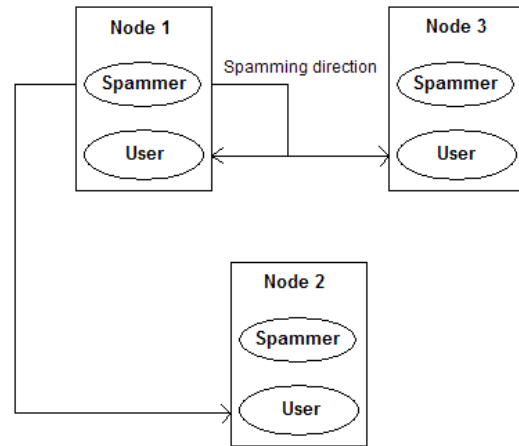 Node 1
Spammer
User
Spamming direction
Node 3
Spammer
User
Node 2
Spammer
User